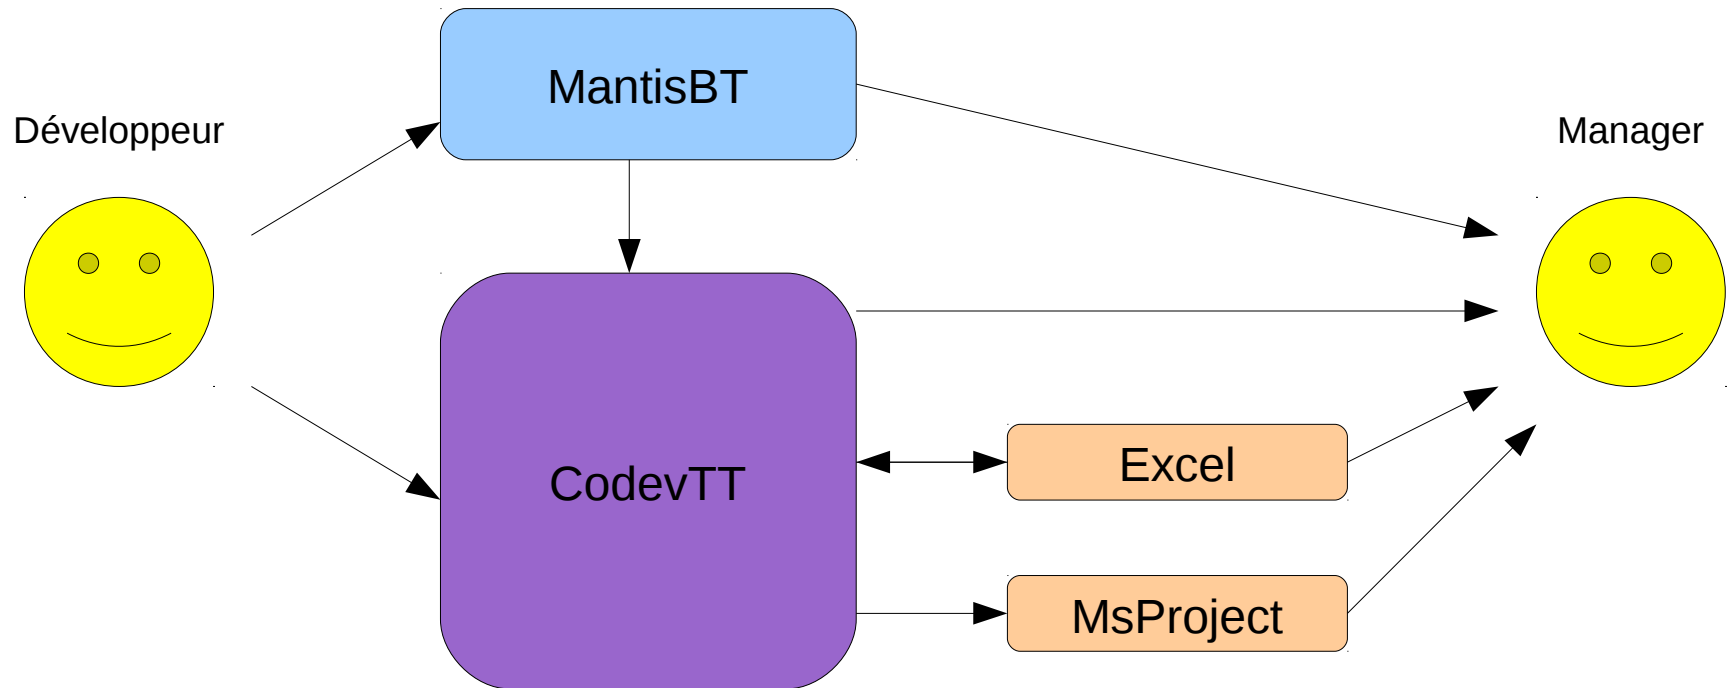 MantisBT
Développeur
Manager
CodevTT
Excel
MsProject